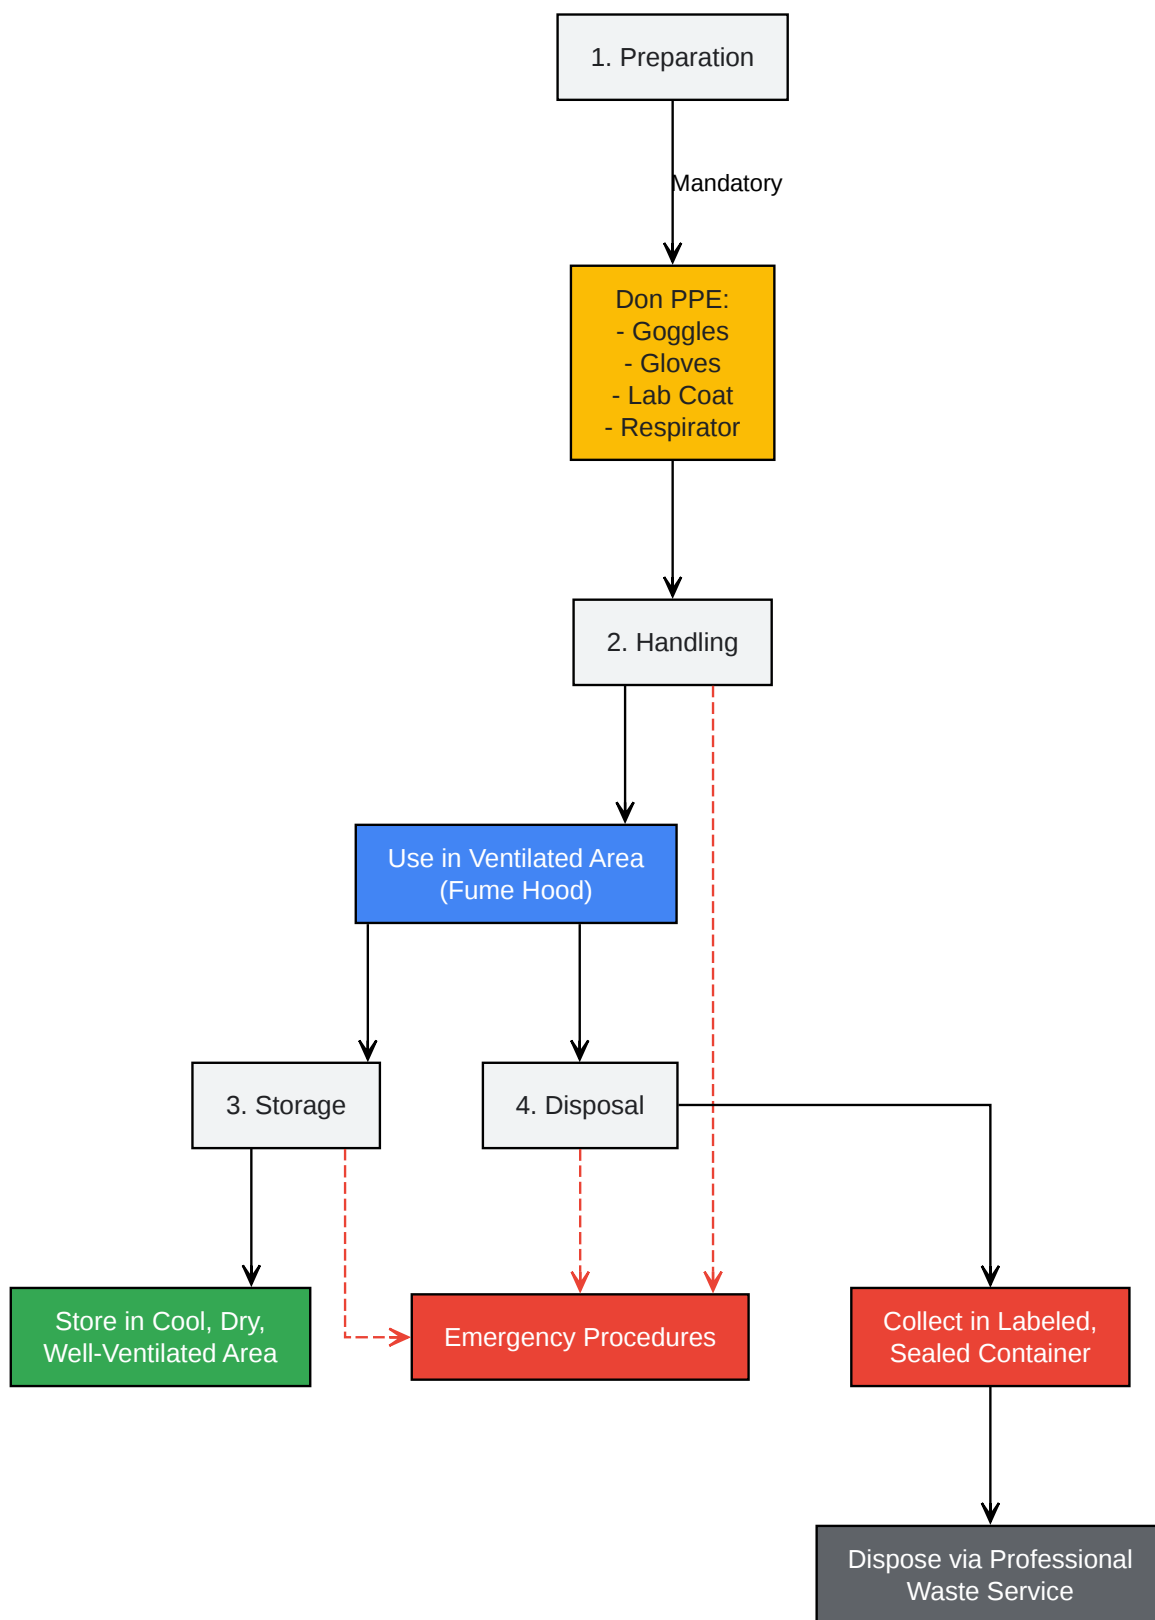 1. Preparation
Mandatory
Don PPE:
- Goggles
- Gloves
- Lab Coat
- Respirator
2. Handling
Use in Ventilated Area
(Fume Hood)
3. Storage
4. Disposal
Store in Cool, Dry,
Well-Ventilated Area
Emergency Procedures
Collect in Labeled,
Sealed Container
Dispose via Professional
Waste Service